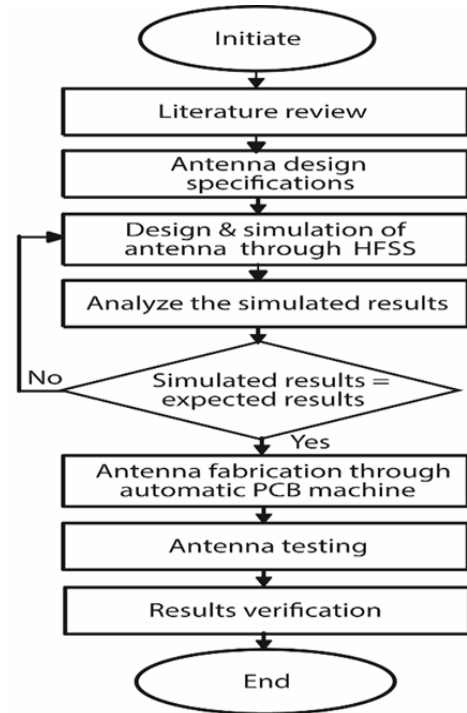 Initiate
Literature review
Antenna design
specifications
Design & simulation of
antenna through HFSS
Analyze the simulated results
No
Simulated results =
expected results
Yes
Antenna fabrication through
automatic PCB machine
Antenna testing
Results verification
End